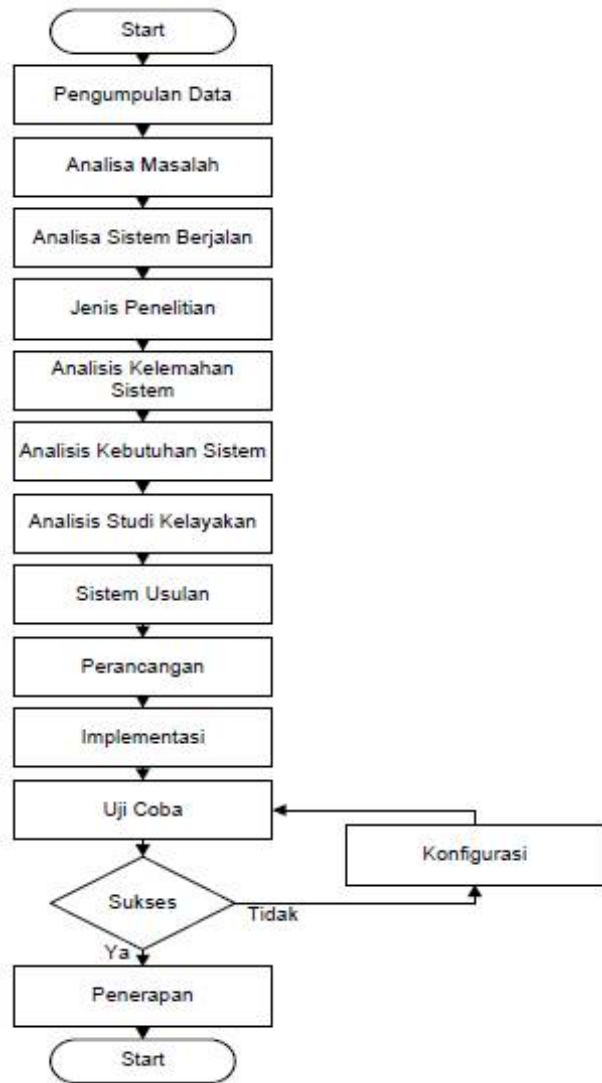 Start
Pengumpulan Data
Analisa Masalah
Analisa Sistem Berjalan
Jenis Penelitian
Analisis Kelemahan
Sistem
Analisis Kebutuhan Sistem
Analisis Studi Kelayakan
Sistem Usulan
Perancangan
Implementasi
Uji Coba
Konfigurasi
Sukses
Tidak
Ya
Penerapan
Start